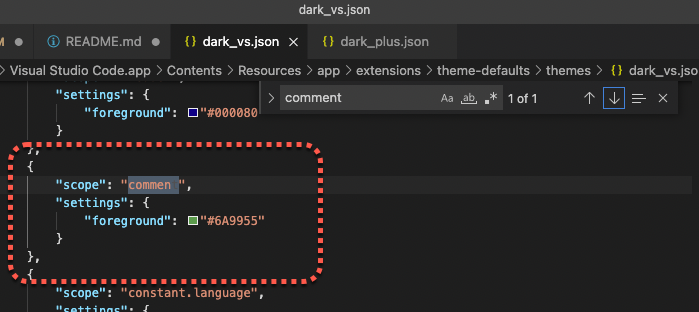 dark_vs.json
M README.md dark_vs.json dark_plus.json
Visual Studio Code.app > Contents > Resources > app > extensions > theme-defaults > themes > {} dark_vs.json
"settings": {
comment Aa ab .* 1 of 1
"foreground": "#000080
}
},
{
"scope": "commen ",
"settings": {
"foreground": "#6A9955"
}
},
{
"scope": "constant.language",
"settings": {